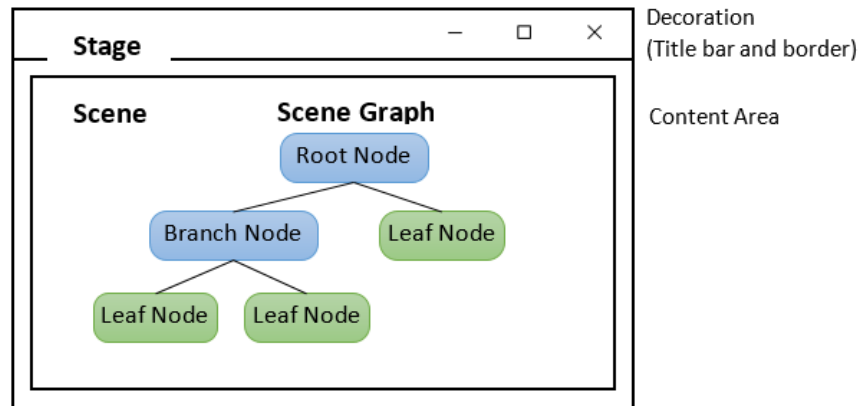 Decoration
(Title bar and border)
Stage
Content Area
Scene
Scene Graph
Root Node
Branch Node
Leaf Node
Leaf Node
Leaf Node